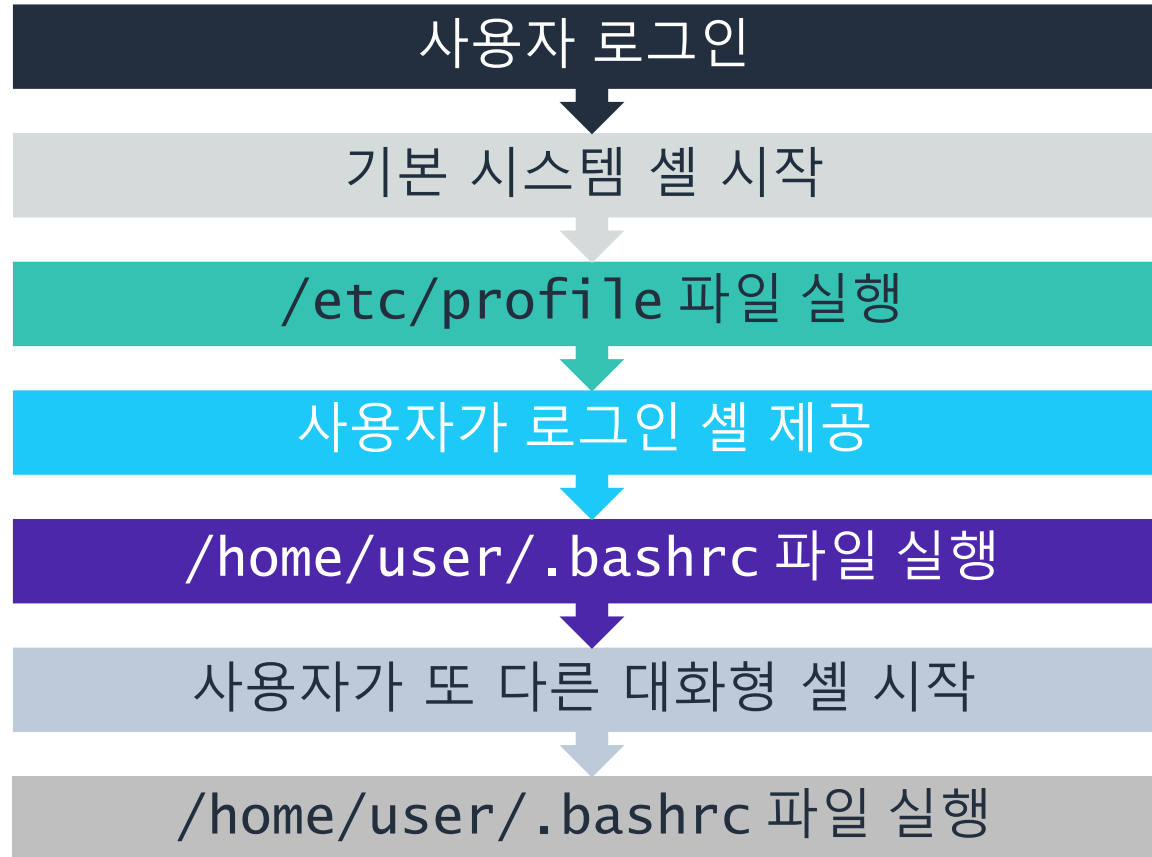 사용자 로그인
기본 시스템 셸 시작
/etc/profile 파일 실행
사용자가 로그인 셸 제공
/home/user/.bashrc 파일 실행
사용자가 또 다른 대화형 셸 시작
/home/user/.bashrc 파일 실행